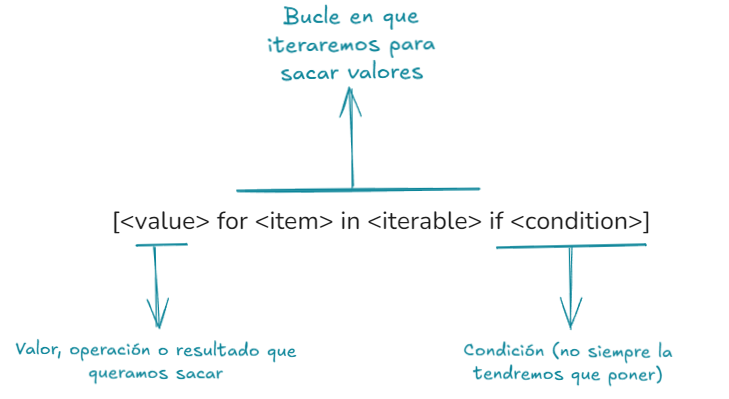 Bucle en que
iteraremos para
sacar valores
[<value> for <item> in <iterable> if <condition>]
Valor, operación o resultado que
queramos sacar
Condición (no siempre la
tendremos que poner)